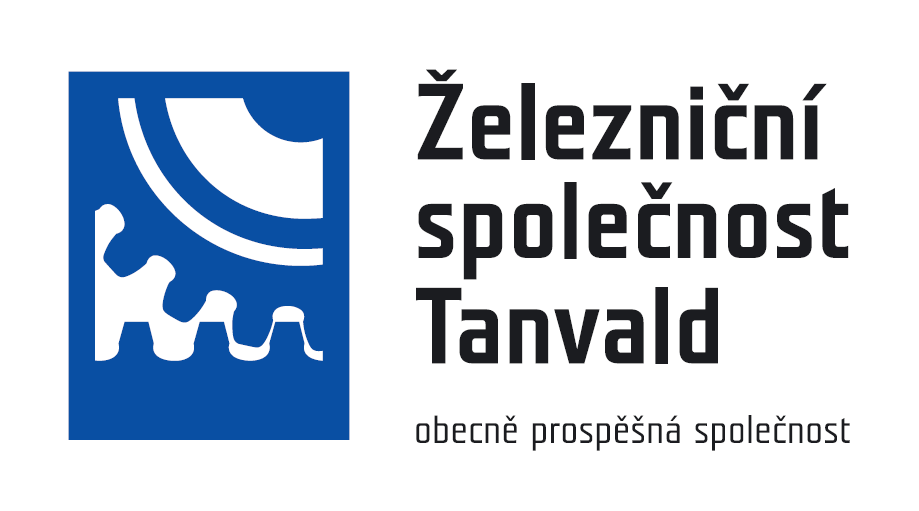 Železniční
společnost
Tanvald
obecně prospěšná společnost